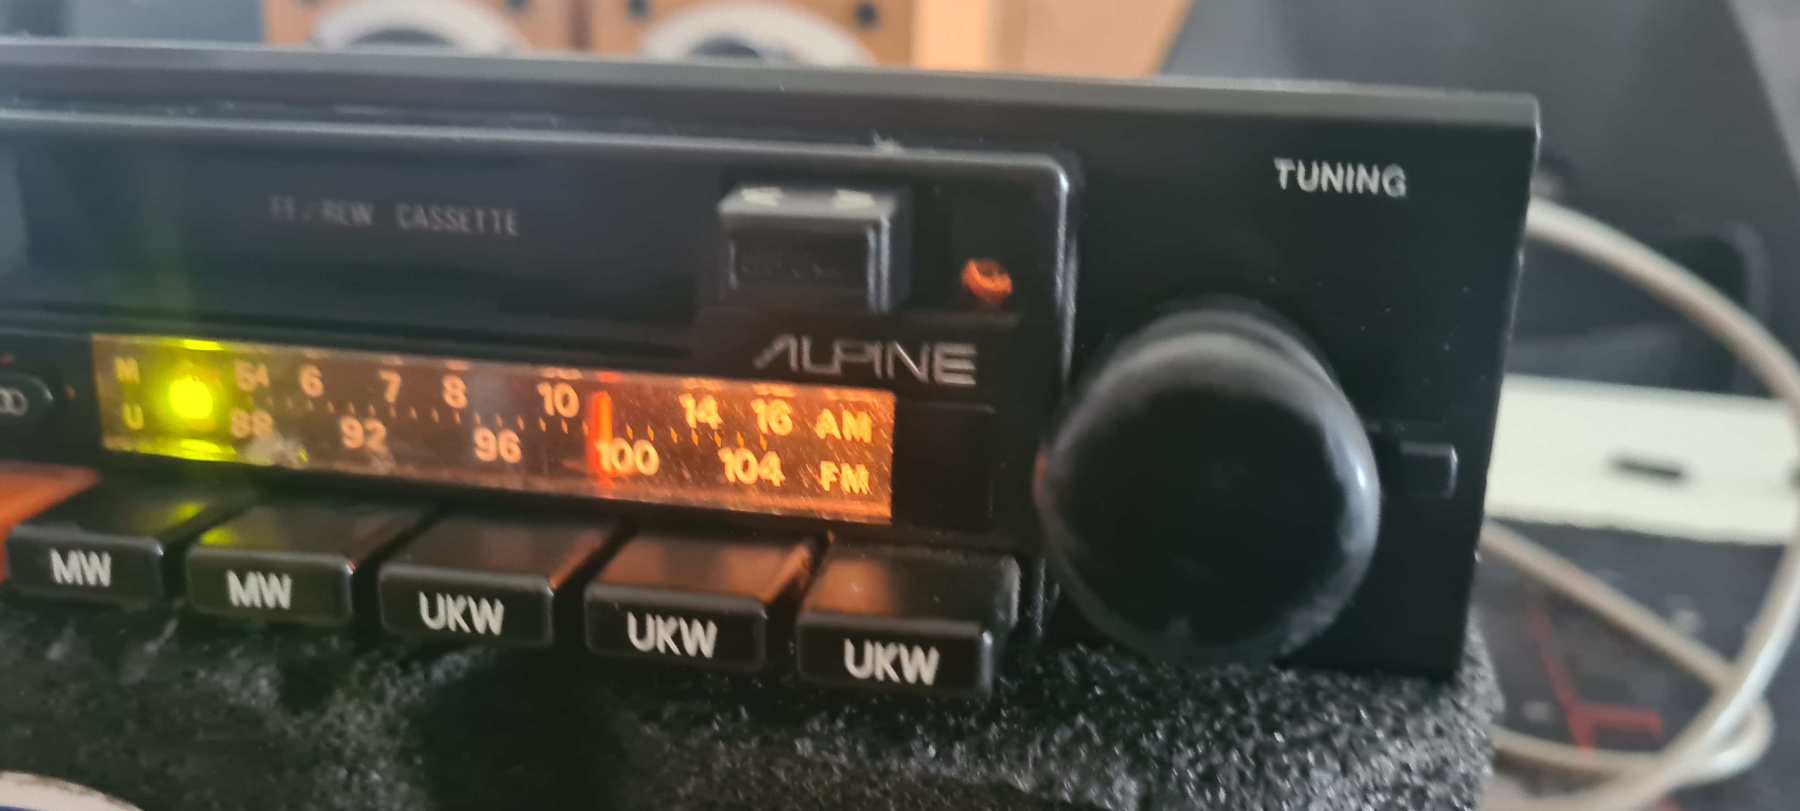 TUNING
FF/REW CASSETTE
ALPINE
M 54 6 7 8 10 14 16 AM
U 88 92 96 100 104 FM
MW MW UKW UKW UKW